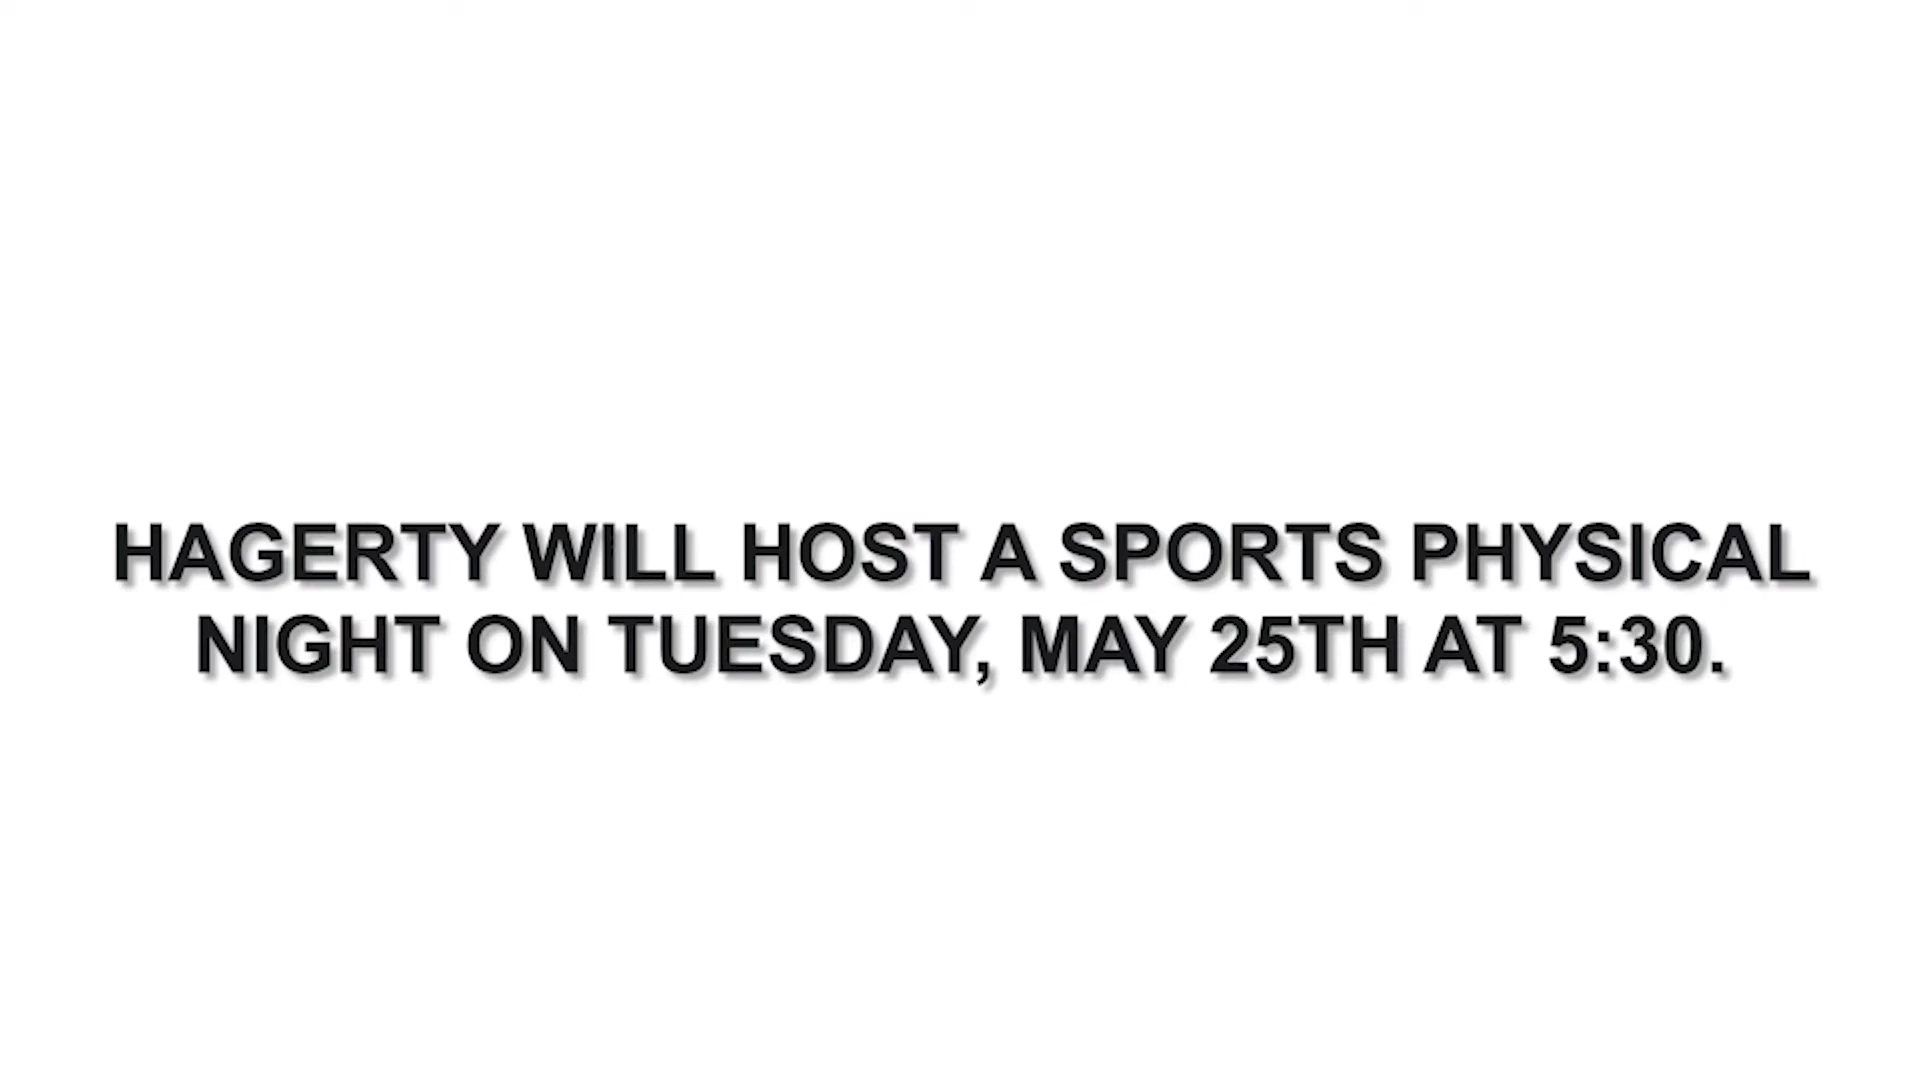 HAGERTY WILL HOST A SPORTS PHYSICAL
NIGHT ON TUESDAY, MAY 25TH AT 5:30.